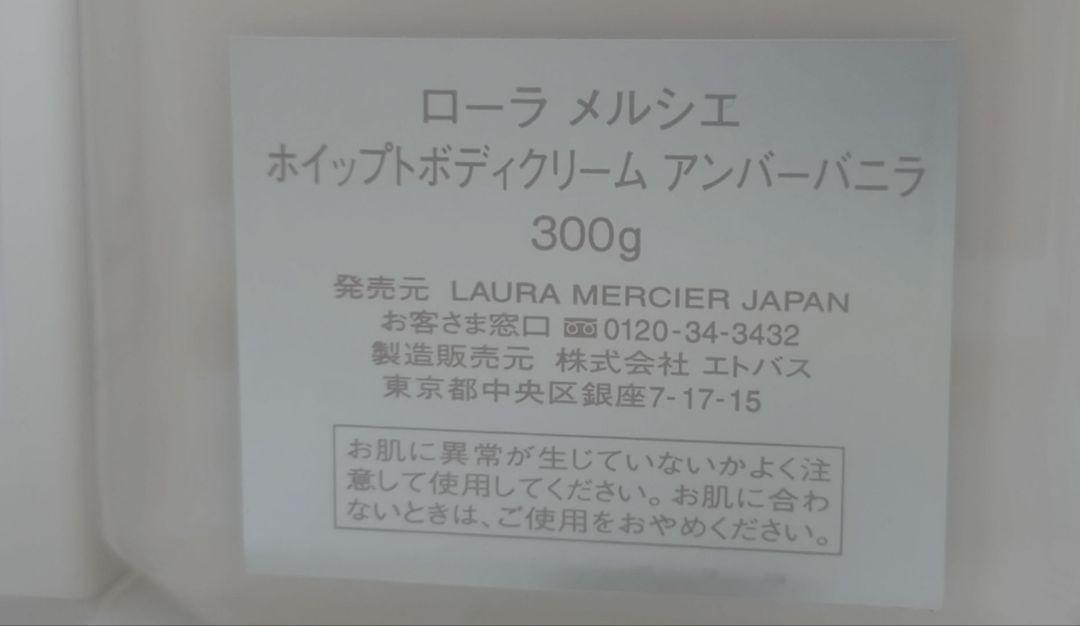 ローラ メルシエ
ホイップトボディクリーム アンバーバニラ
300g
発売元 LAURA MERCIER JAPAN
お客さま窓口 0120-34-3432
製造販売元 株式会社 エトバス
東京都中央区銀座7-17-15
お肌に異常が生じていないかよく注
意して使用してください。お肌に合わ
ないときは、ご使用をおやめください。